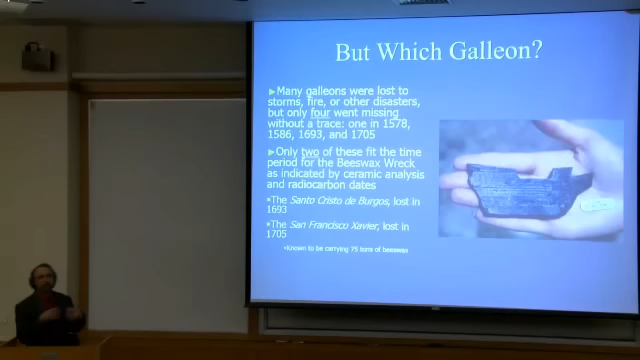 But Which Galleon?
►Many galleons were lost to
storms, fire, or other disasters,
but only four went missing
without a trace: one in 1578,
1586, 1693, and 1705
►Only two of these fit the time
period for the Beeswax Wreck
as indicated by ceramic analysis
and radiocarbon dates
▪The Santo Cristo de Burgos, lost in
1693
▪The San Francisco Xavier, lost in
1705
▪Known to be carrying 75 tons of beeswax